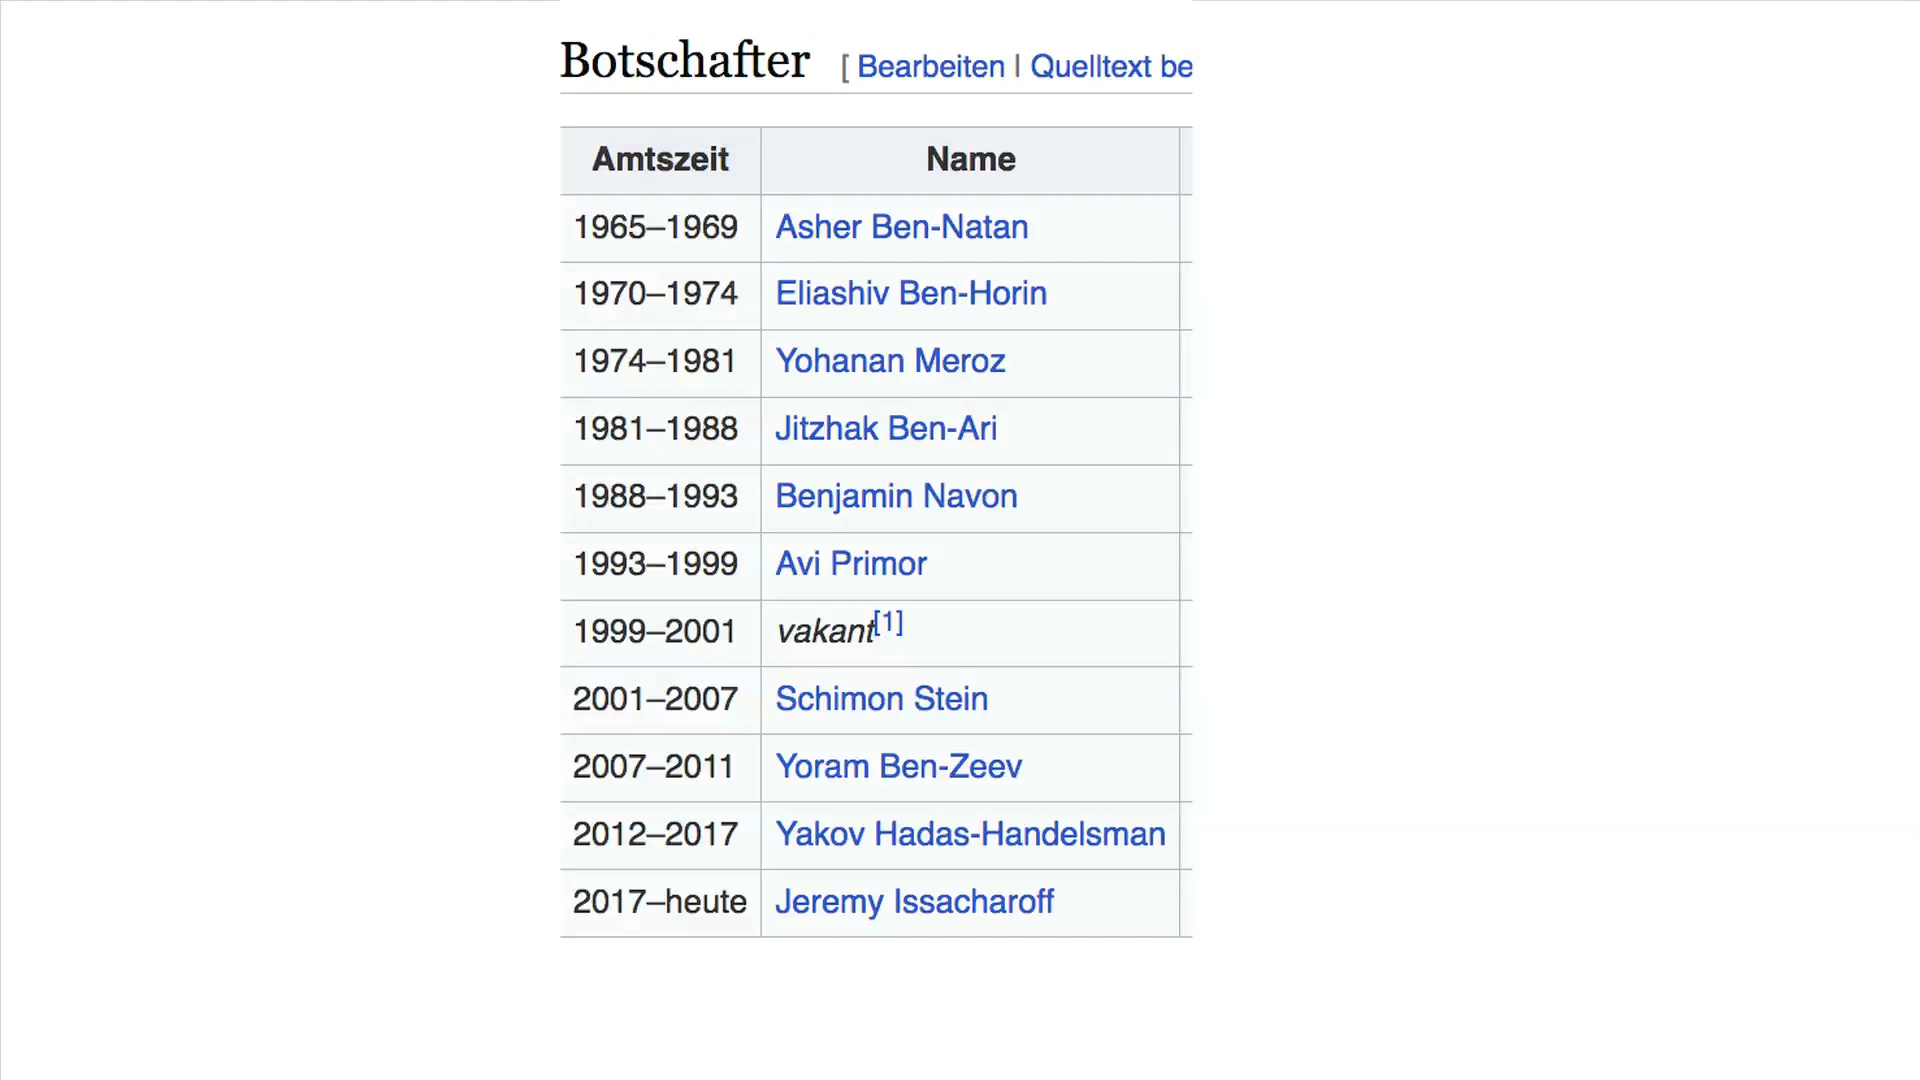 Botschafter [ Bearbeiten | Quelltext be
Amtszeit Name
1965–1969 Asher Ben-Natan
1970–1974 Eliashiv Ben-Horin
1974–1981 Yohanan Meroz
1981–1988 Jitzhak Ben-Ari
1988–1993 Benjamin Navon
1993–1999 Avi Primor
1999–2001 vakant[1]
2001–2007 Schimon Stein
2007–2011 Yoram Ben-Zeev
2012–2017 Yakov Hadas-Handelsman
2017–heute Jeremy Issacharoff